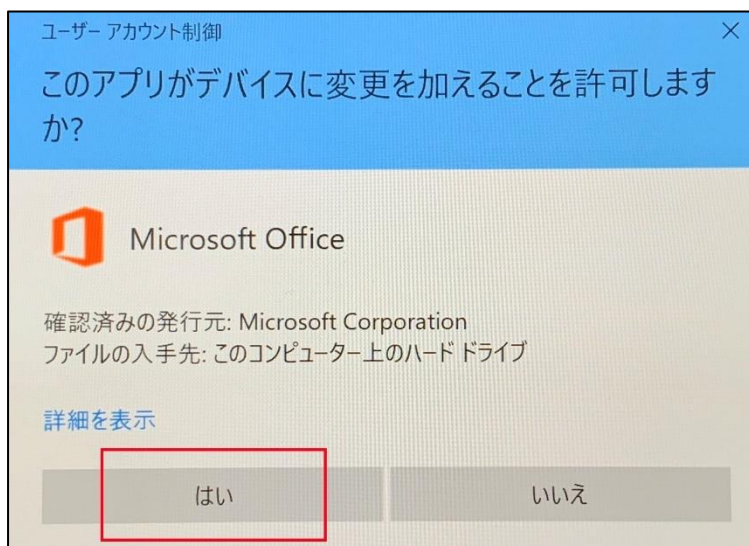 ユーザー アカウント制御
このアプリがデバイスに変更を加えることを許可します
か?
Microsoft Office
確認済みの発行元: Microsoft Corporation
ファイルの入手先: このコンピューター上のハード ドライブ
詳細を表示
はい
いいえ